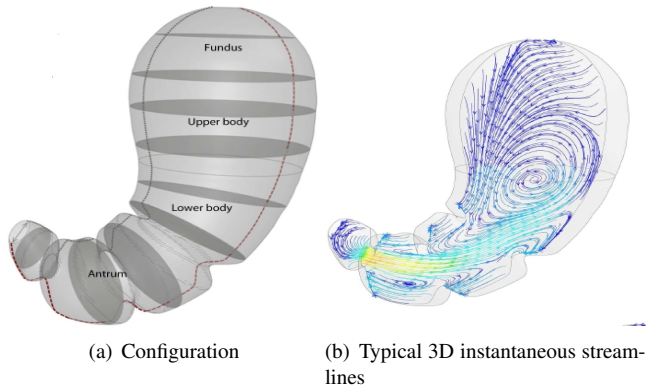 Fundus
Upper body
Lower body
Antrum
(a) Configuration
(b) Typical 3D instantaneous stream-
lines